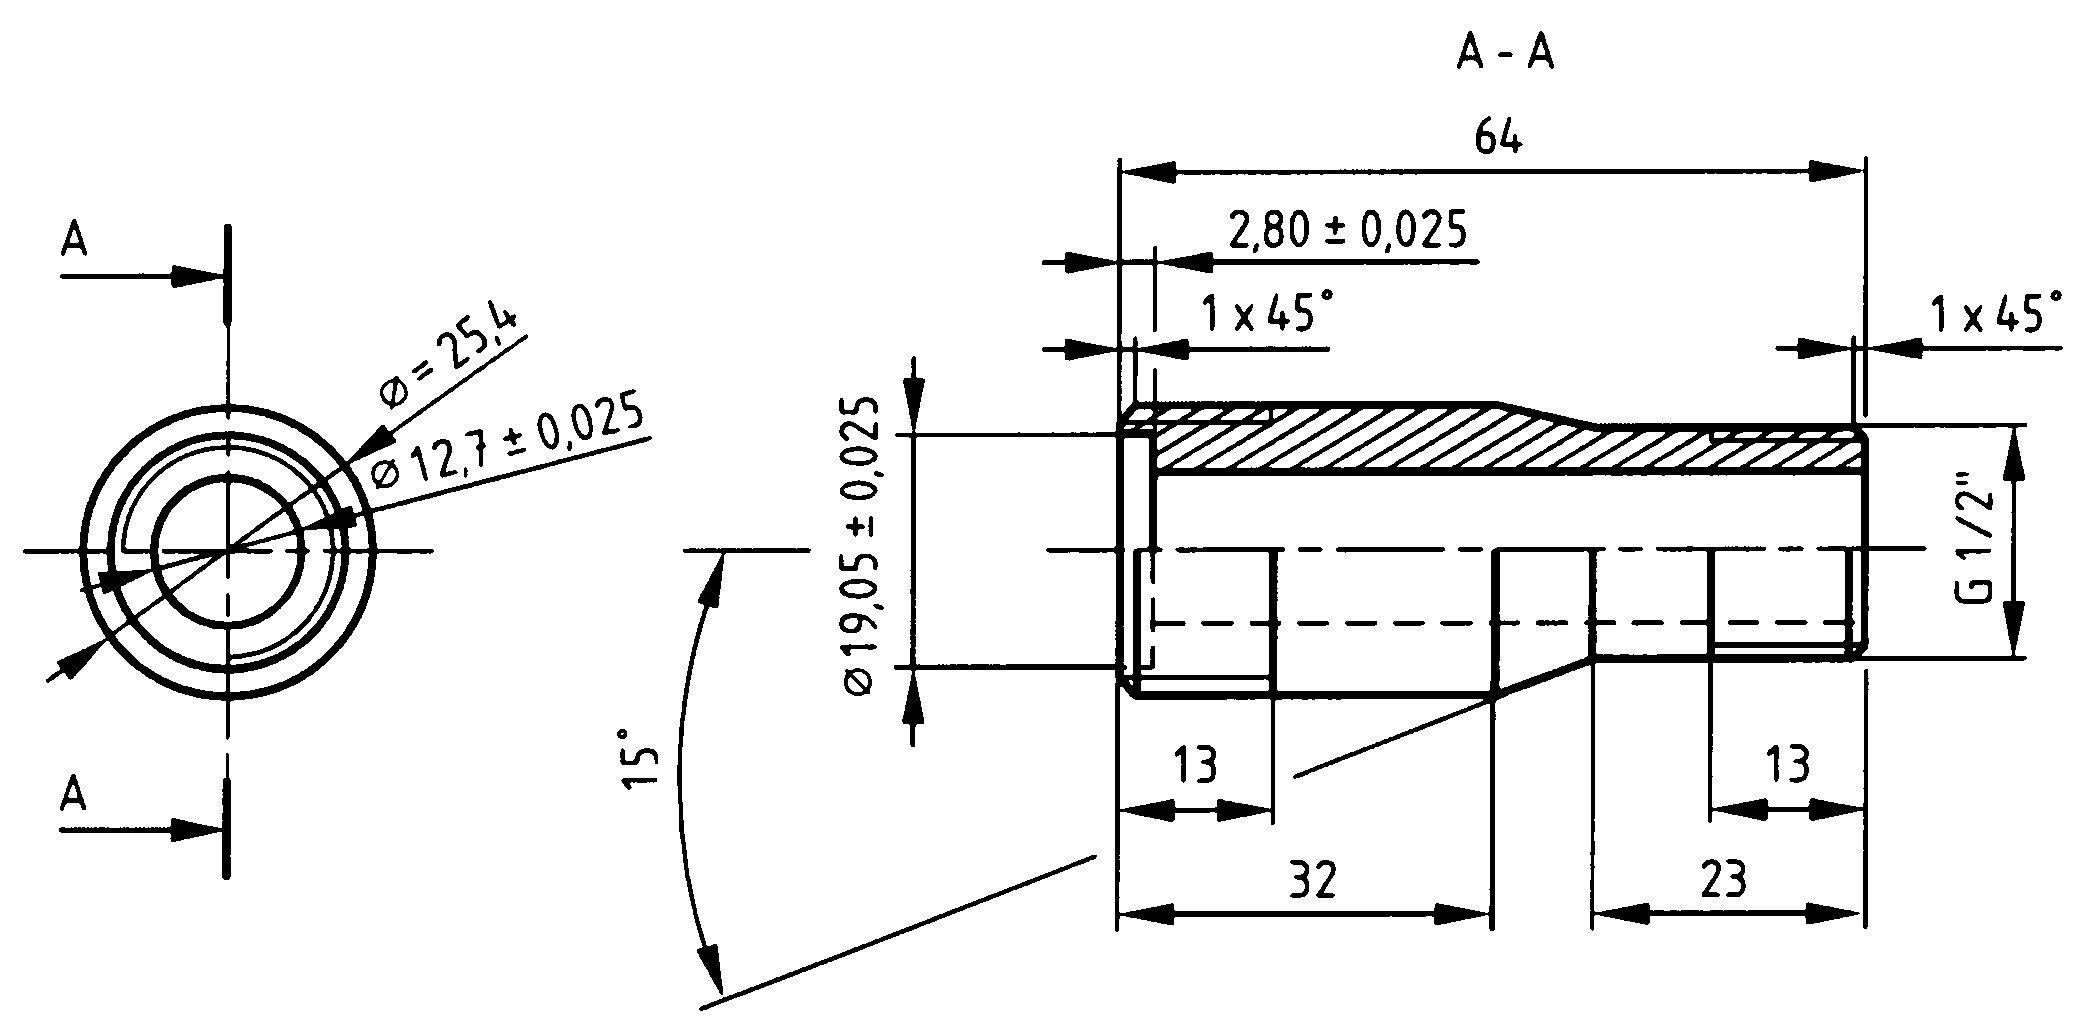 A - A
64
2,80 ± 0,025
1 x 45°
1 x 45°
A
ø = 25,4
ø 12,7 ± 0,025
ø 19,05 ± 0,025
G 1/2"
15°
A
13
13
32
23